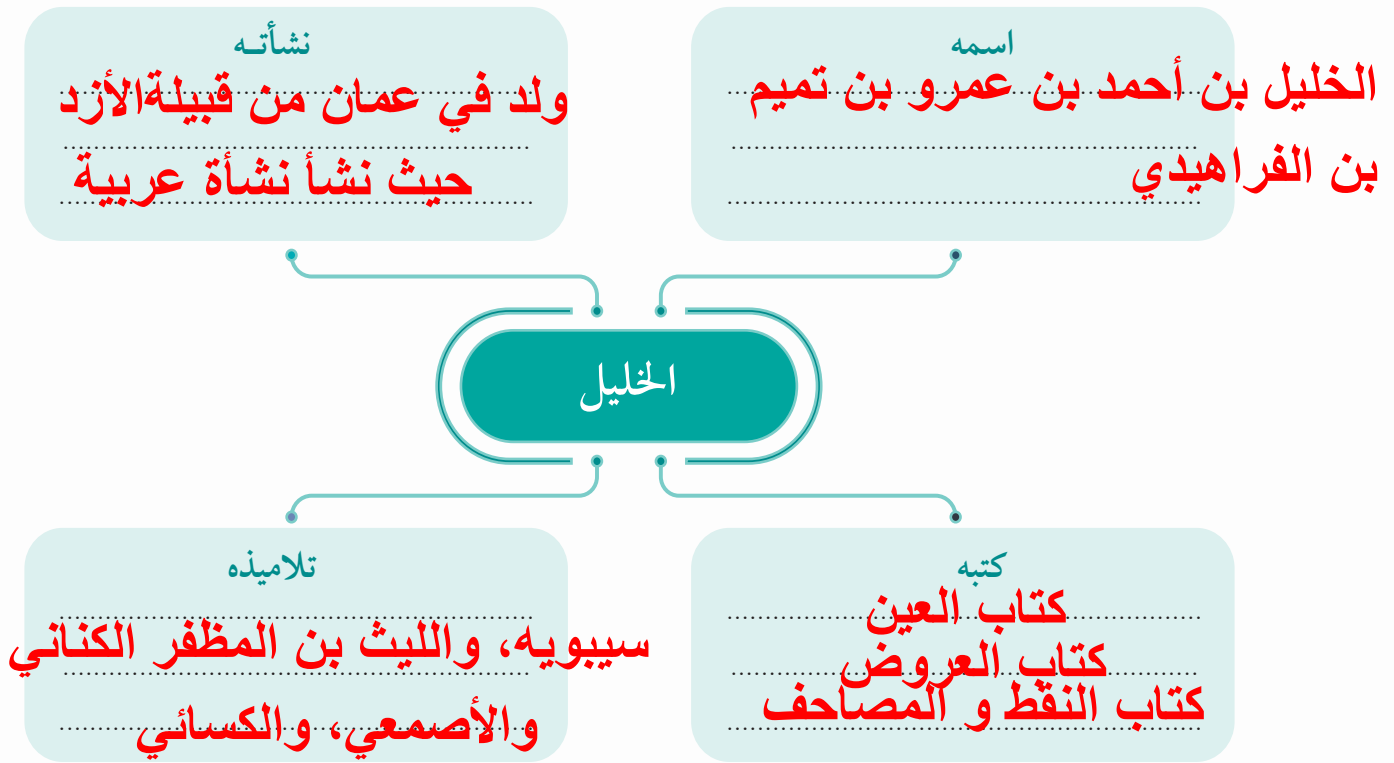 اسمه
الخليل بن أحمد بن عمرو بن تميم
بن الفراهيدي
نشأتـه
ولد في عمان من قبيلةالأزد
حيث نشأ نشأة عربية
الخليل
كتبه
كتاب العين
كتاب العروض
كتاب النقط و المصاحف
تلاميذه
سيبويه، والليث بن المظفر الكناني
والأصمعي، والكسائي